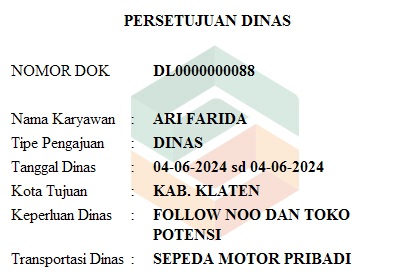 PERSETUJUAN DINAS
NOMOR DOK DL0000000088
Nama Karyawan : ARI FARIDA
Tipe Pengajuan : DINAS
Tanggal Dinas : 04-06-2024 sd 04-06-2024
Kota Tujuan : KAB. KLATEN
Keperluan Dinas : FOLLOW NOO DAN TOKO
POTENSI
Transportasi Dinas : SEPEDA MOTOR PRIBADI